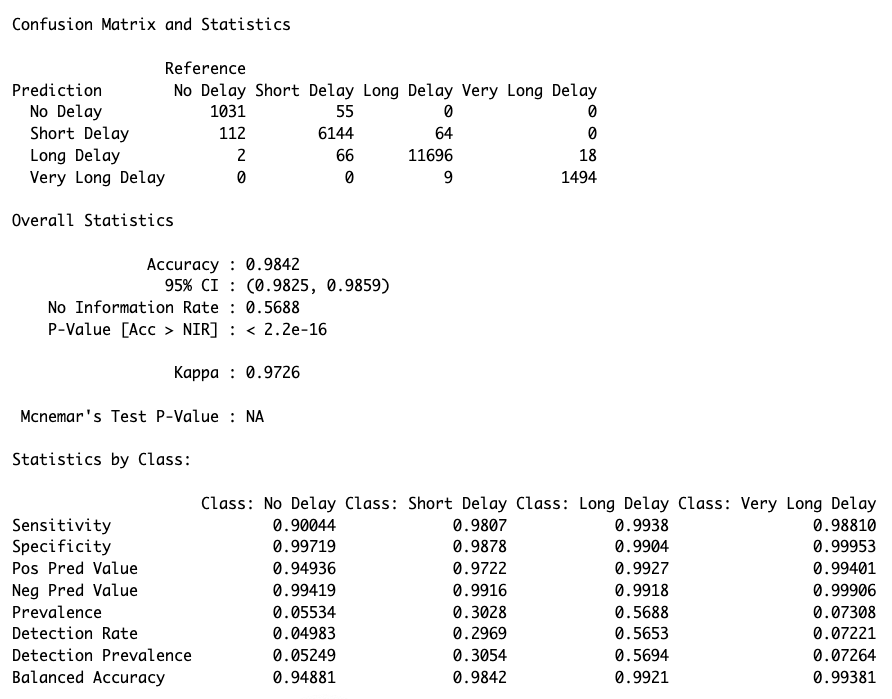 Confusion Matrix and Statistics
Reference
Prediction No Delay Short Delay Long Delay Very Long Delay
No Delay 1031 55 0 0
Short Delay 112 6144 64 0
Long Delay 2 66 11696 18
Very Long Delay 0 0 9 1494
Overall Statistics
Accuracy : 0.9842
95% CI : (0.9825, 0.9859)
No Information Rate : 0.5688
P-Value [Acc > NIR] : < 2.2e-16
Kappa : 0.9726
Mcnemar's Test P-Value : NA
Statistics by Class:
Class: No Delay Class: Short Delay Class: Long Delay Class: Very Long Delay
Sensitivity 0.90044 0.9807 0.9938 0.98810
Specificity 0.99719 0.9878 0.9904 0.99953
Pos Pred Value 0.94936 0.9722 0.9927 0.99401
Neg Pred Value 0.99419 0.9916 0.9918 0.99906
Prevalence 0.05534 0.3028 0.5688 0.07308
Detection Rate 0.04983 0.2969 0.5653 0.07221
Detection Prevalence 0.05249 0.3054 0.5694 0.07264
Balanced Accuracy 0.94881 0.9842 0.9921 0.99381